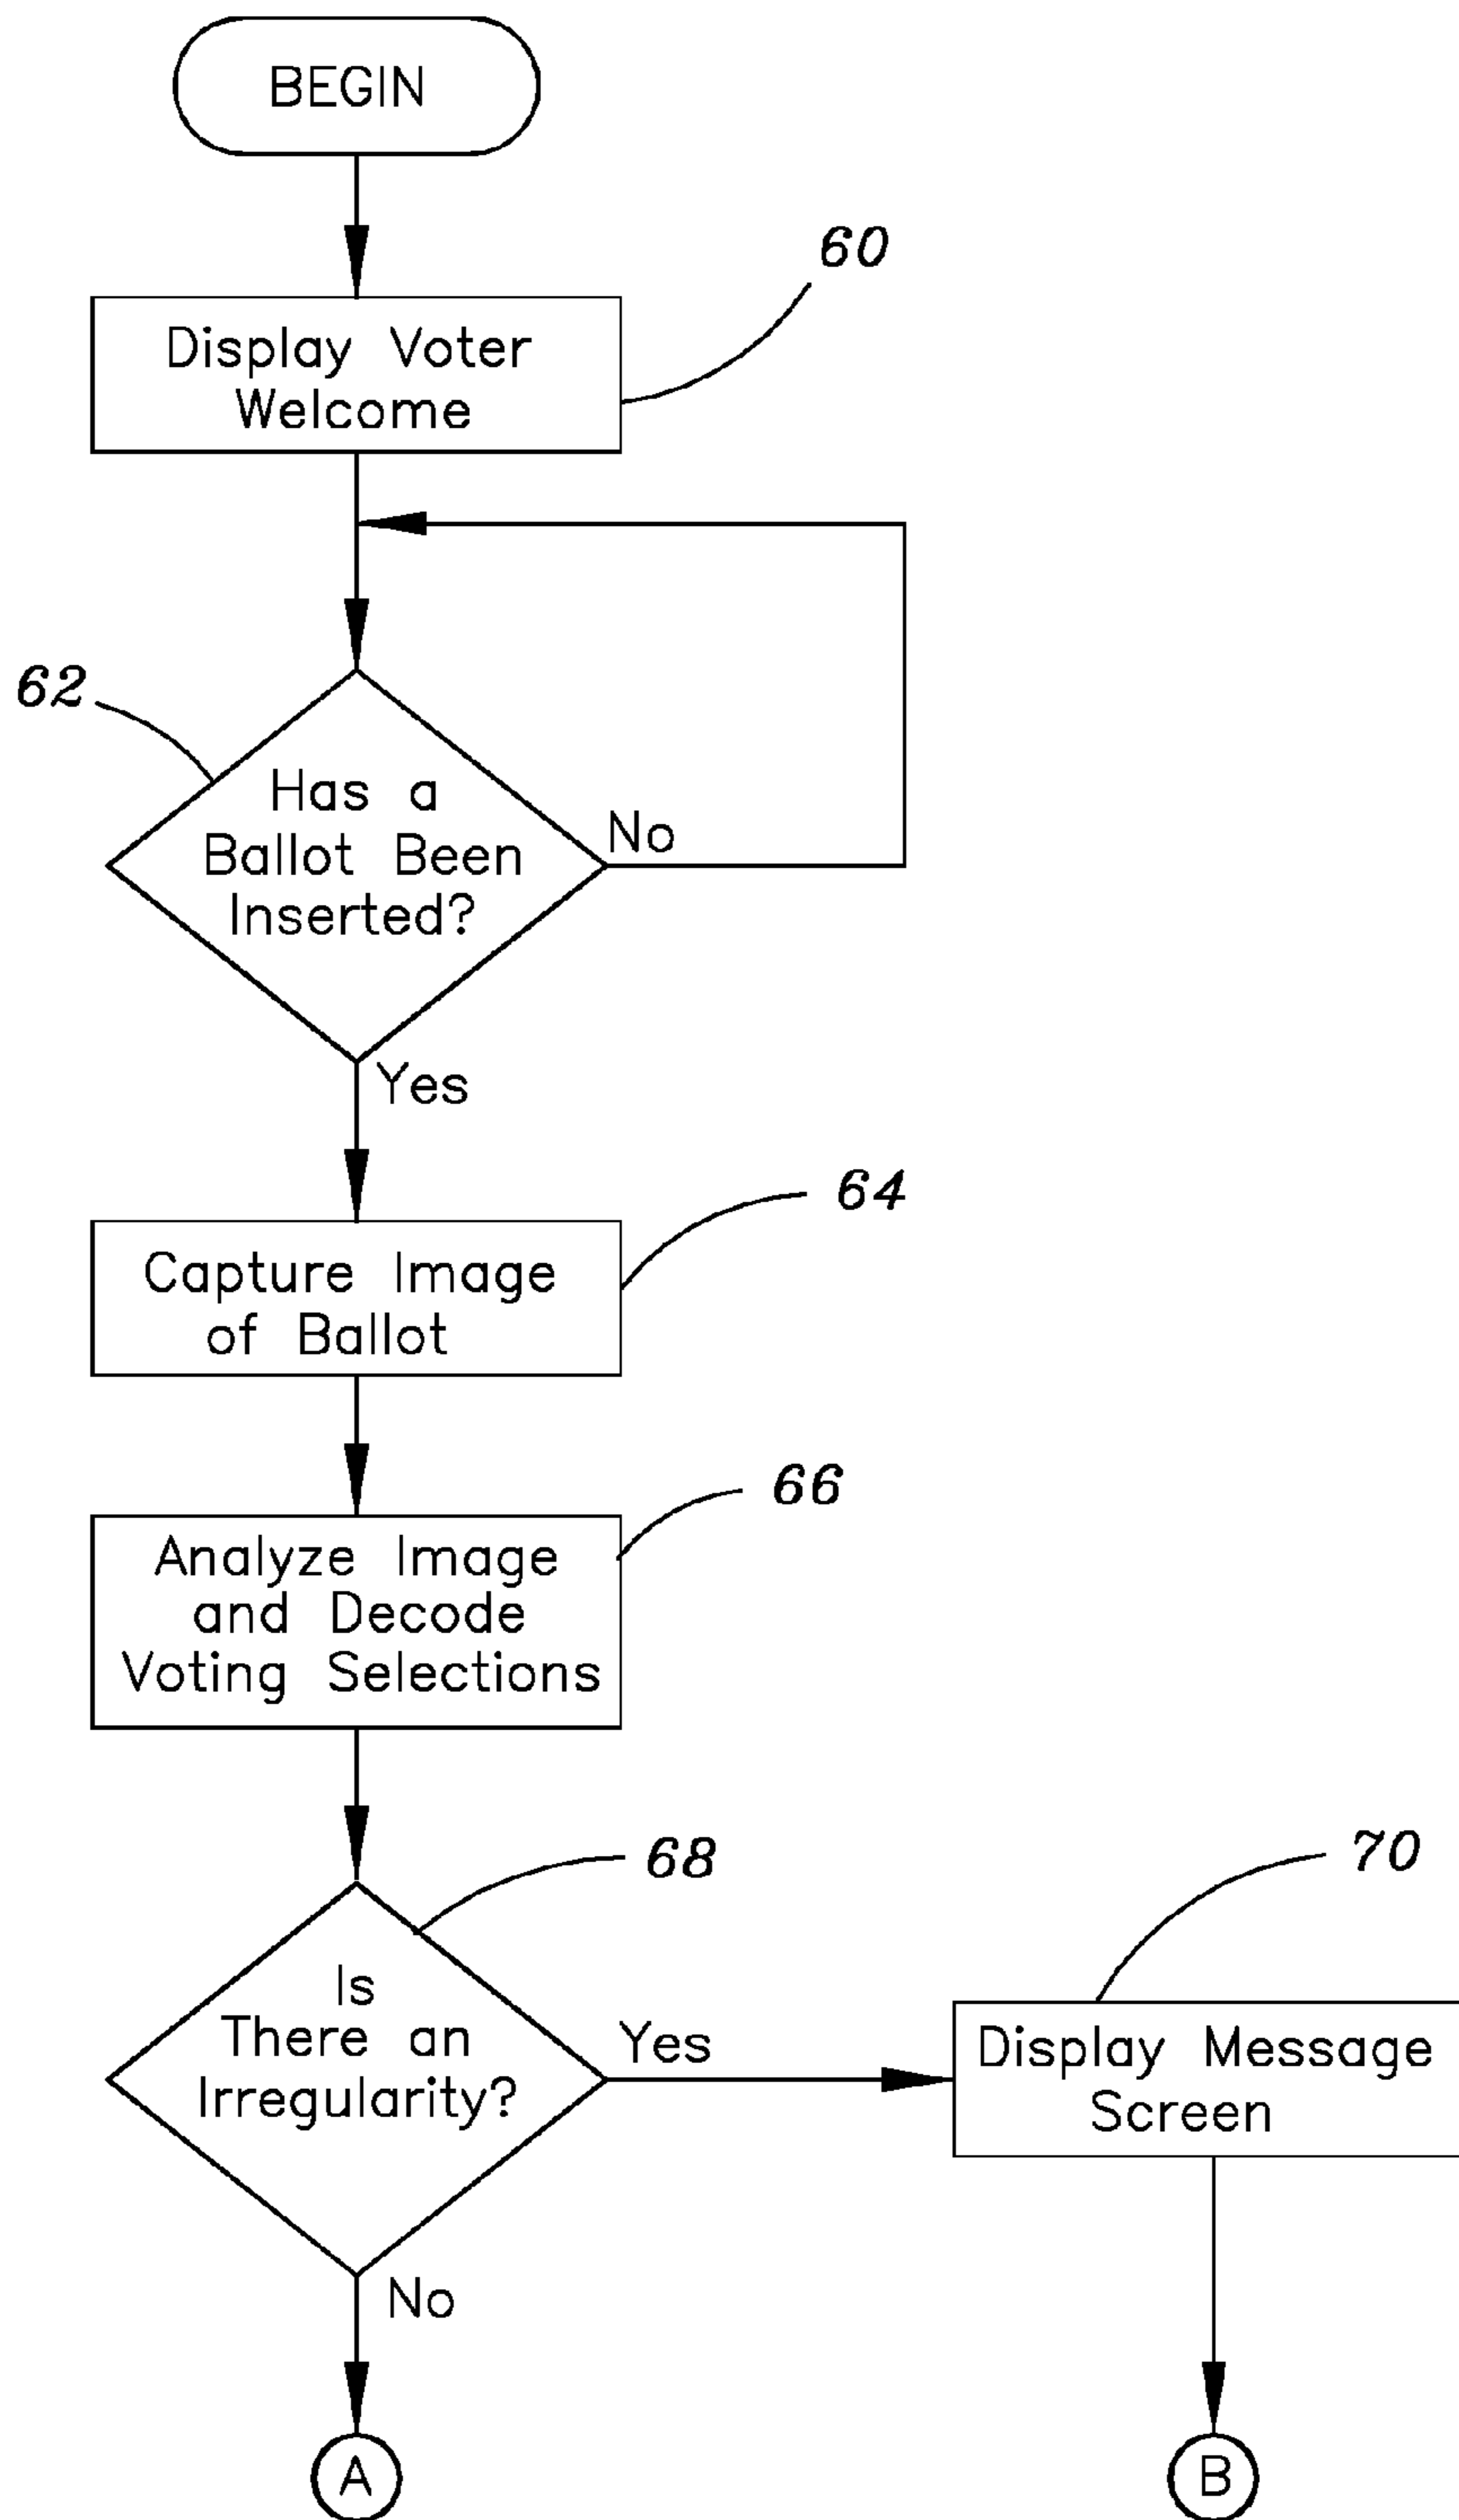 BEGIN
60
Display Voter
Welcome
62
Has a
Ballot Been
Inserted?
No
Yes
64
Capture Image
of Ballot
66
Analyze Image
and Decode
Voting Selections
68
70
Is
There an
Irregularity?
Yes
Display Message
Screen
No
A
B